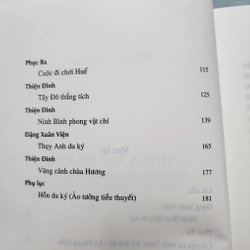 Phục Ba
Cuộc đi chơi Huế 115
Thiện Đình
Tây Đô thắng tích 125
Thiện Đình
Ninh Bình phong vật chí 139
Đặng Xuân Viện
Thụy Anh du ký 165
Thiện Đình
Vãng cảnh chùa Hương 177
Phụ lục
Hồn du ký (Ảo tưởng tiểu thuyết) 181